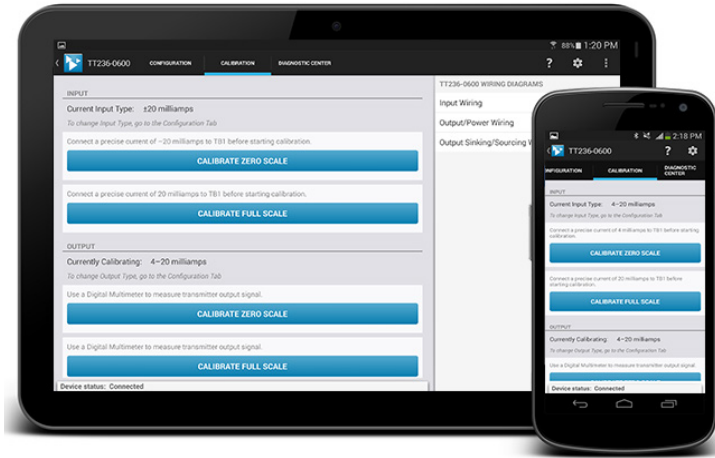 88% 1:20 PM
TT236-0600 CONFIGURATION CALIBRATION DIAGNOSTIC CENTER ?
INPUT
Current Input Type: ±20 milliamps
To change Input Type, go to the Configuration Tab
Connect a precise current of -20 milliamps to TB1 before starting calibration.
CALIBRATE ZERO SCALE
Connect a precise current of 20 milliamps to TB1 before starting calibration.
CALIBRATE FULL SCALE
OUTPUT
Currently Calibrating: 4-20 milliamps
To change Output Type, go to the Configuration Tab
Use a Digital Multimeter to measure transmitter output signal.
CALIBRATE ZERO SCALE
Use a Digital Multimeter to measure transmitter output signal.
CALIBRATE FULL SCALE
Device status: Connected
TT236-0600 WIRING DIAGRAMS
Input Wiring
Output/Power Wiring
Output Sinking/Sourcing W
2:18 PM
TT236-0600 ?
NFIGURATION CALIBRATION DIAGNOSTIC
CENTER
INPUT
Current Input Type: 4-20 milliamps
To change Input Type, go to the Configuration Tab
Connect a precise current of 4 milliamps to TB1 before starting
calibration.
CALIBRATE ZERO SCALE
Connect a precise current of 20 milliamps to TB1 before
starting calibration.
CALIBRATE FULL SCALE
OUTPUT
Currently Calibrating: 4-20 milliamps
To change Output Type, go to the Configuration Tab
Use a Digital Multimeter to measure transmitter output signal.
Device status: Connected